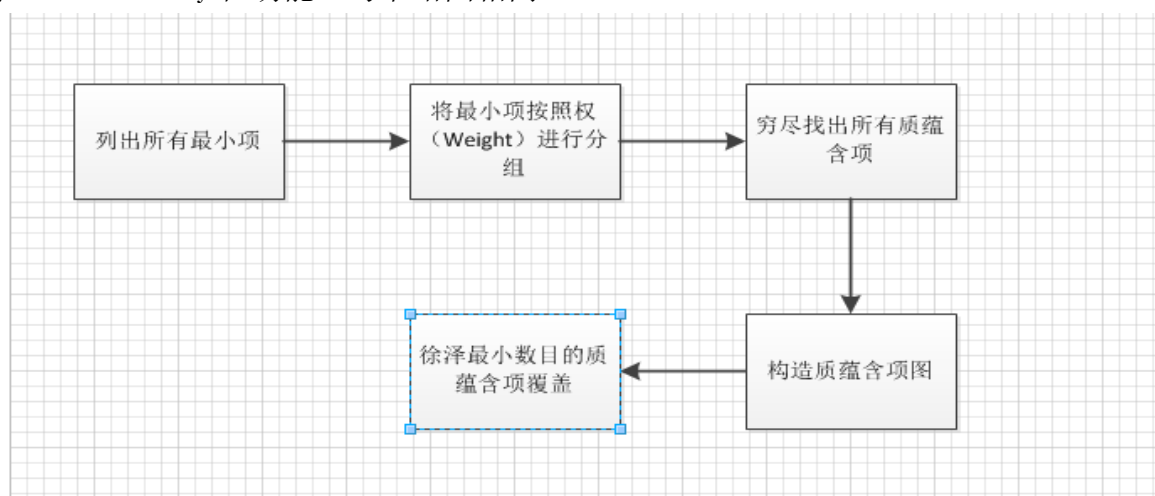 列出所有最小项
将最小项按照权
（Weight）进行分
组
穷尽找出所有质蕴
含项
徐泽最小数目的质
蕴含项覆盖
构造质蕴含项图